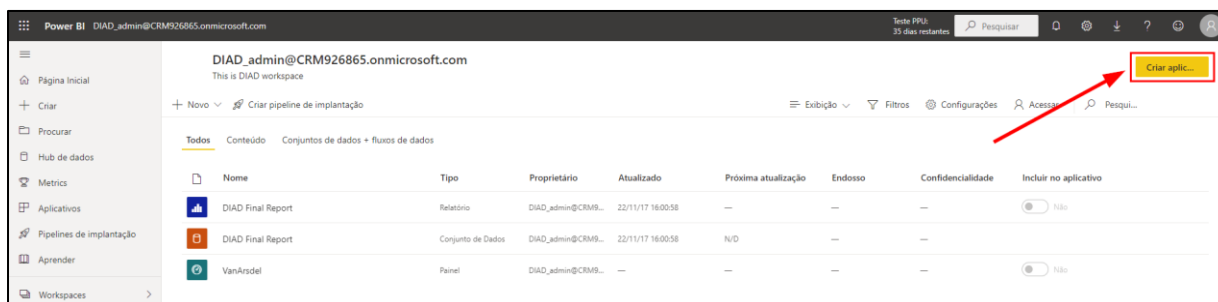 Power BI DIAD_admin@CRM926865.onmicrosoft.com
Teste PPU:
35 dias restantes
Pesquisar
DIAD_admin@CRM926865.onmicrosoft.com
This is DIAD workspace
Criar aplic...
Página Inicial
Criar
Procurar
Hub de dados
Metrics
Aplicativos
Pipelines de implantação
Aprender
Workspaces
Novo Criar pipeline de implantação Exibição Filtros Configurações Acessar Pesqui...
Todos Conteúdo Conjuntos de dados + fluxos de dados
Nome Tipo Proprietário Atualizado Próxima atualização Endosso Confidencialidade Incluir no aplicativo
DIAD Final Report Relatório DIAD_admin@CRM9... 22/11/17 16:00:58 — — — Não
DIAD Final Report Conjunto de Dados DIAD_admin@CRM9... 22/11/17 16:00:58 N/D — —
VanArsdel Painel DIAD_admin@CRM9... — — — — Não